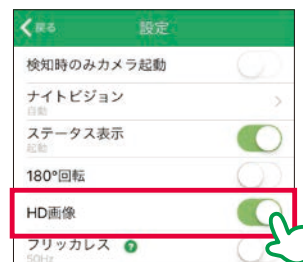 戻る
設定
検知時のみカメラ起動
ナイトビジョン
自動
ステータス表示
起動
180°回転
HD画像
フリッカレス ?
50Hz